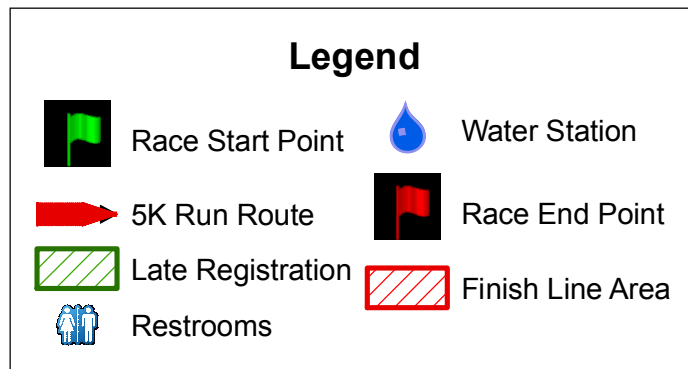 Legend
Race Start Point
Water Station
5K Run Route
Race End Point
Late Registration
Finish Line Area
Restrooms